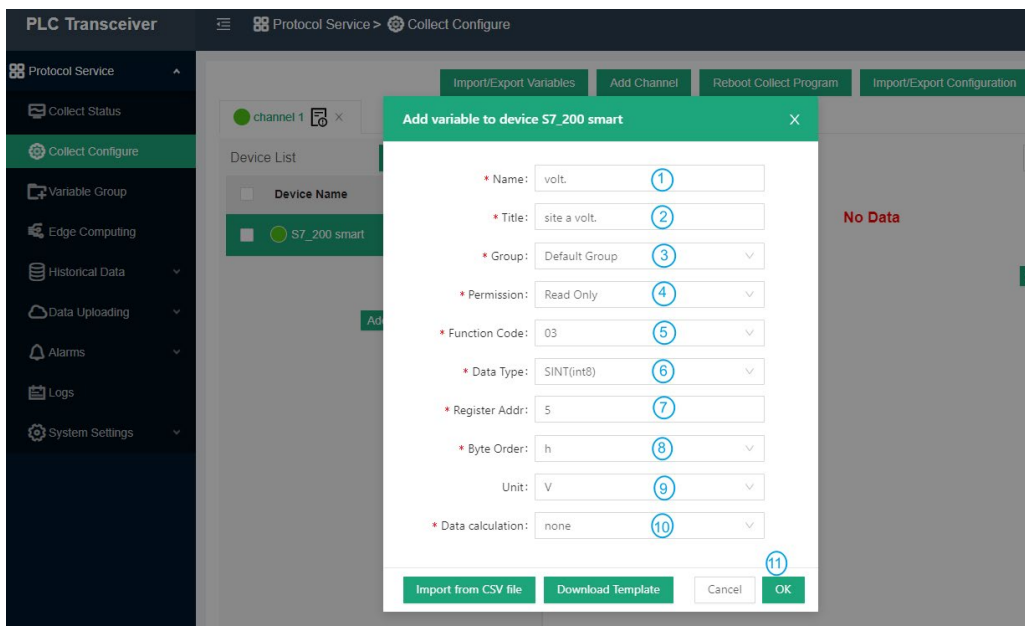 PLC Transceiver
Protocol Service > Collect Configure
Protocol Service
Collect Status
Collect Configure
Variable Group
Edge Computing
Historical Data
Data Uploading
Alarms
Logs
System Settings
Import/Export Variables Add Channel Reboot Collect Program Import/Export Configuration
channel 1 ×
Device List
Device Name
S7_200 smart
Ad
No Data
Add variable to device S7_200 smart X
* Name: volt. 1
* Title: site a volt. 2
* Group: Default Group 3
* Permission: Read Only 4
* Function Code: 03 5
* Data Type: SINT(int8) 6
* Register Addr: 5 7
* Byte Order: h 8
Unit: V 9
* Data calculation: none 10
11
Import from CSV file Download Template Cancel OK